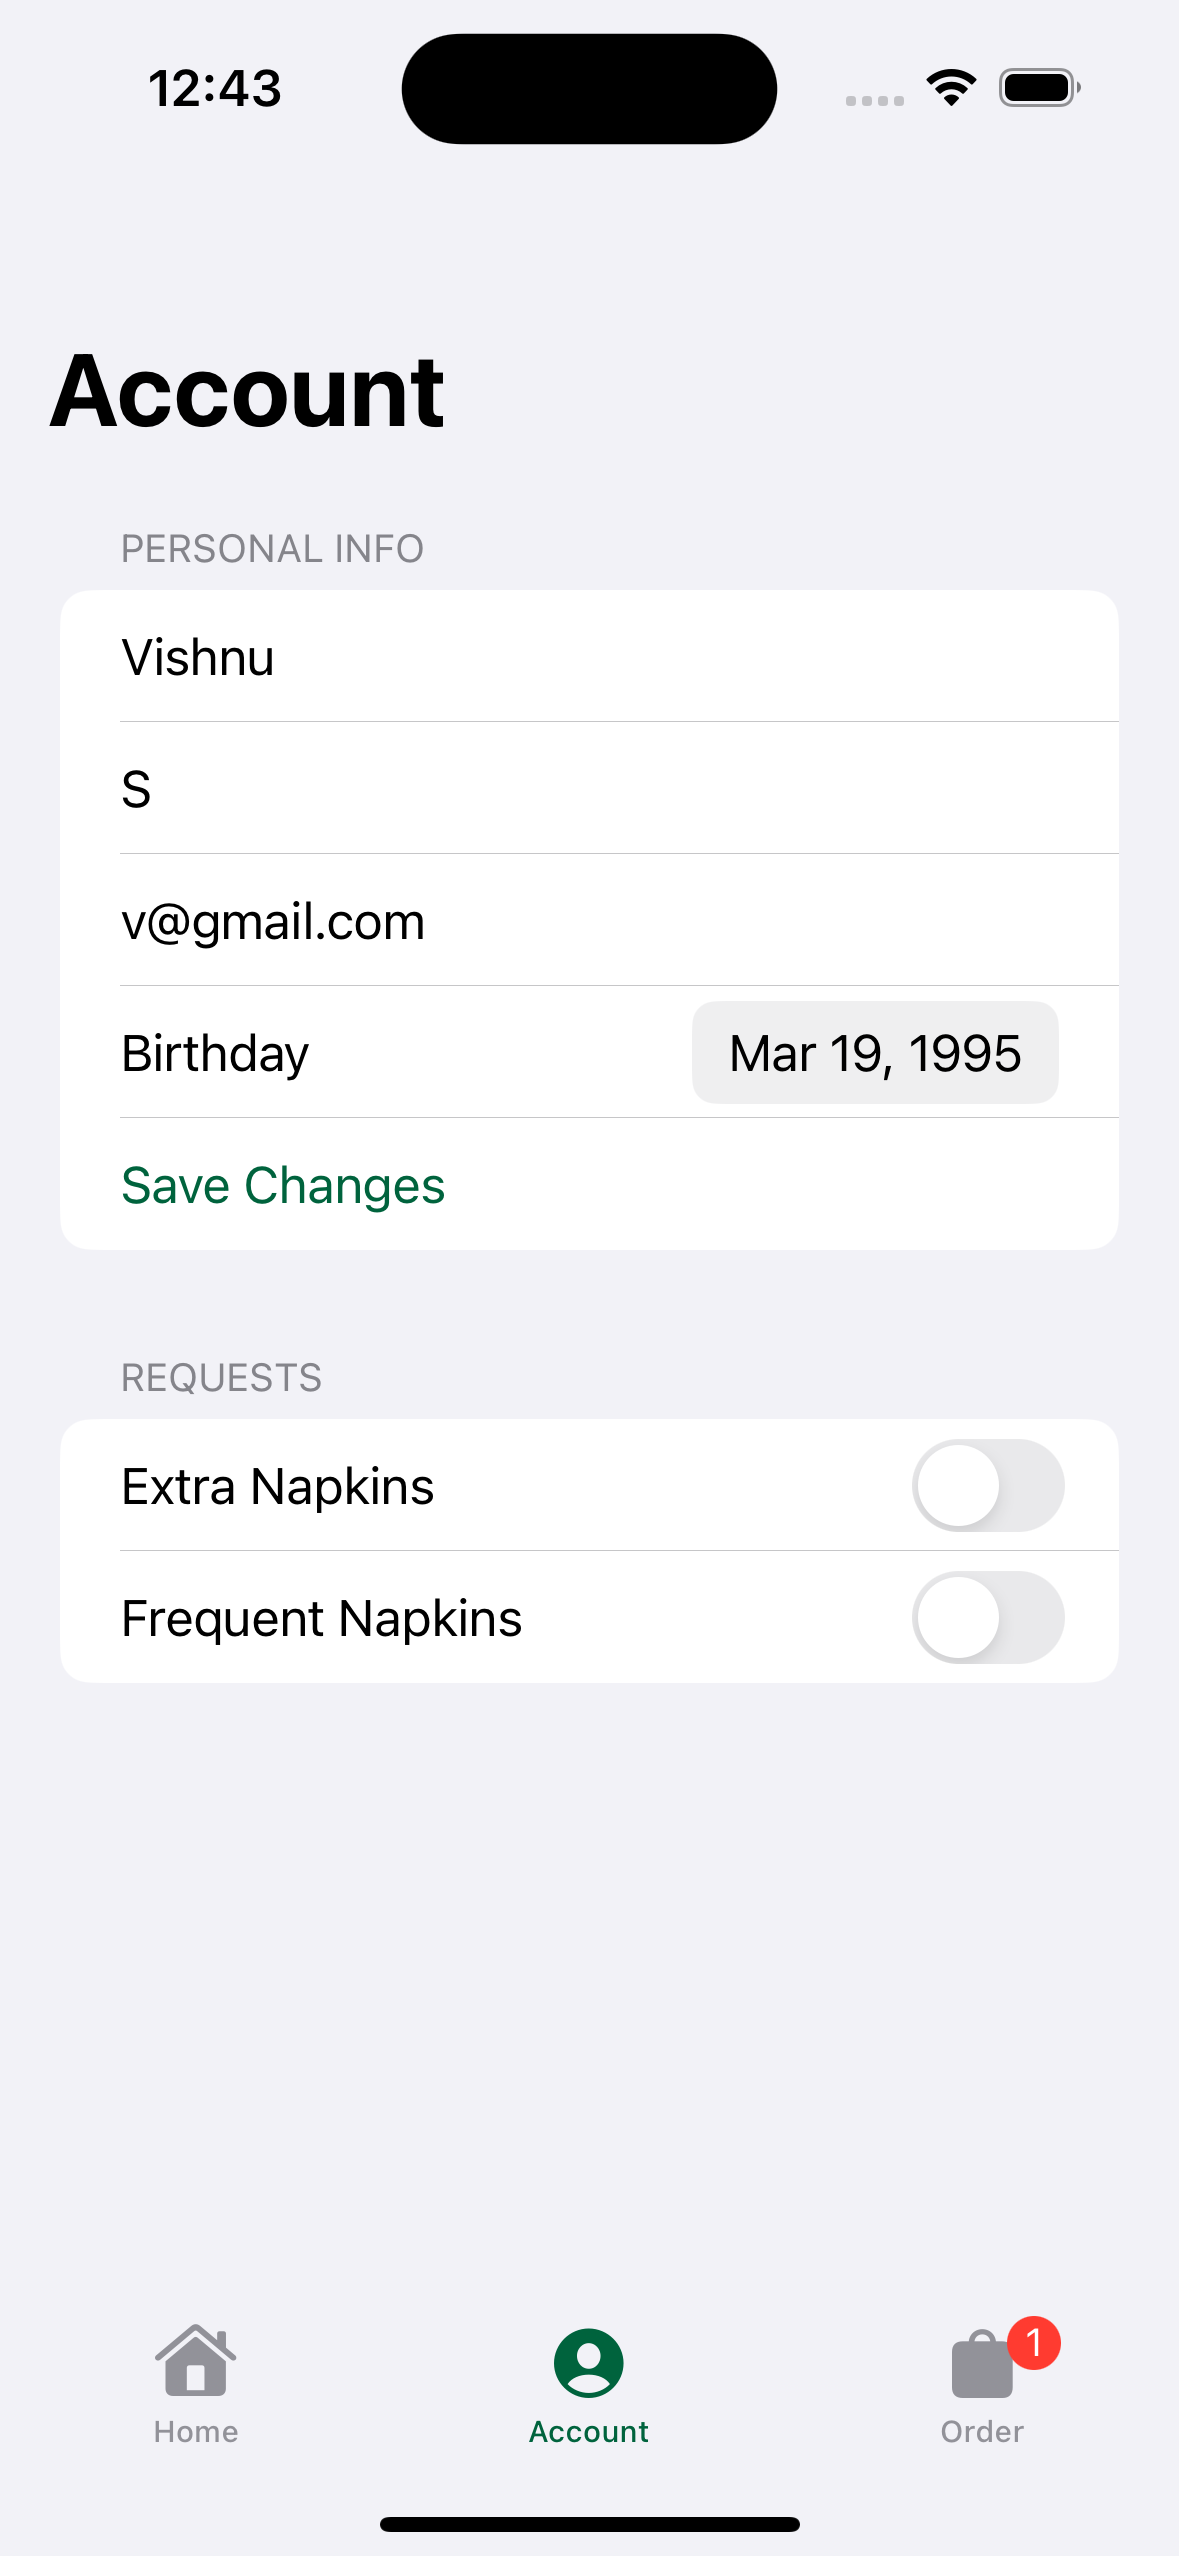 12:43
Account
PERSONAL INFO
Vishnu
S
v@gmail.com
Birthday Mar 19, 1995
Save Changes
REQUESTS
Extra Napkins
Frequent Napkins
1
Home Account Order